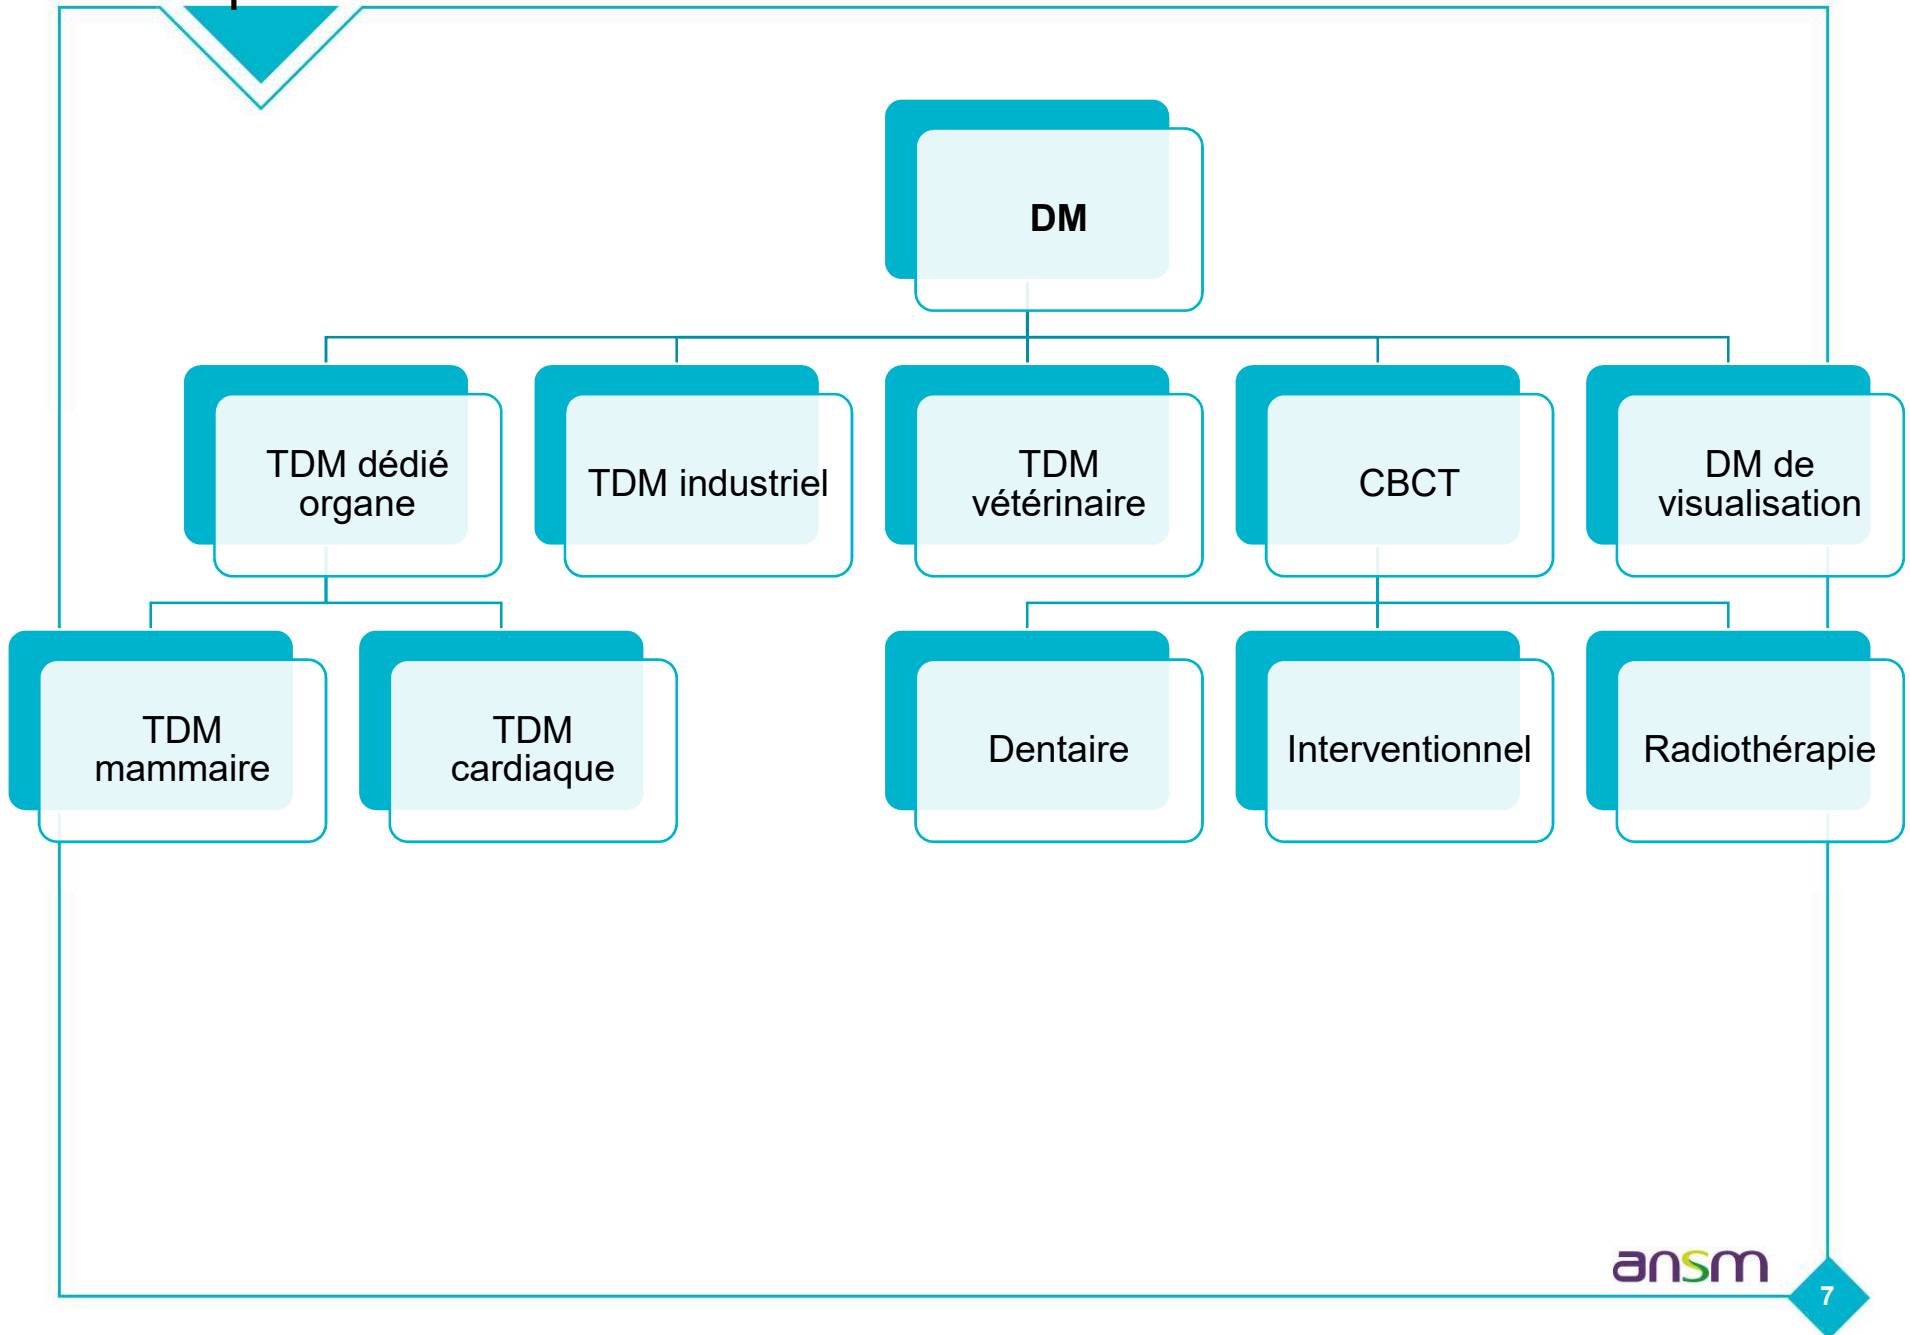 DM
TDM dédié
organe
TDM industriel
TDM
vétérinaire
CBCT
DM de
visualisation
TDM
mammaire
TDM
cardiaque
Dentaire
Interventionnel
Radiothérapie
ansm
7